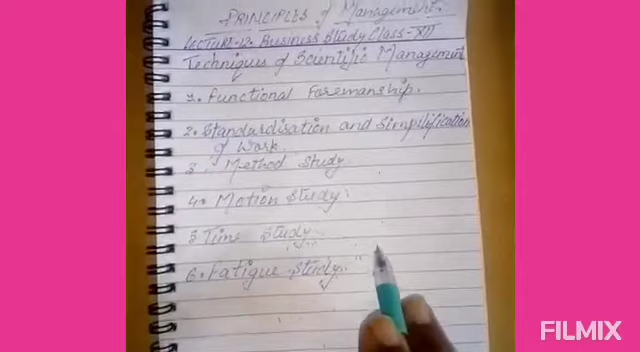 PRINCIPLES of Management.
LECTURE-12. Business Study Class-XII
Techniques of Scientific Management
1. Functional Foremanship.
2. Standardisation and Simplification
of Work.
3. Method Study
4. Motion Study.
5 Time Study
6. Fatigue Study.
FILMIX